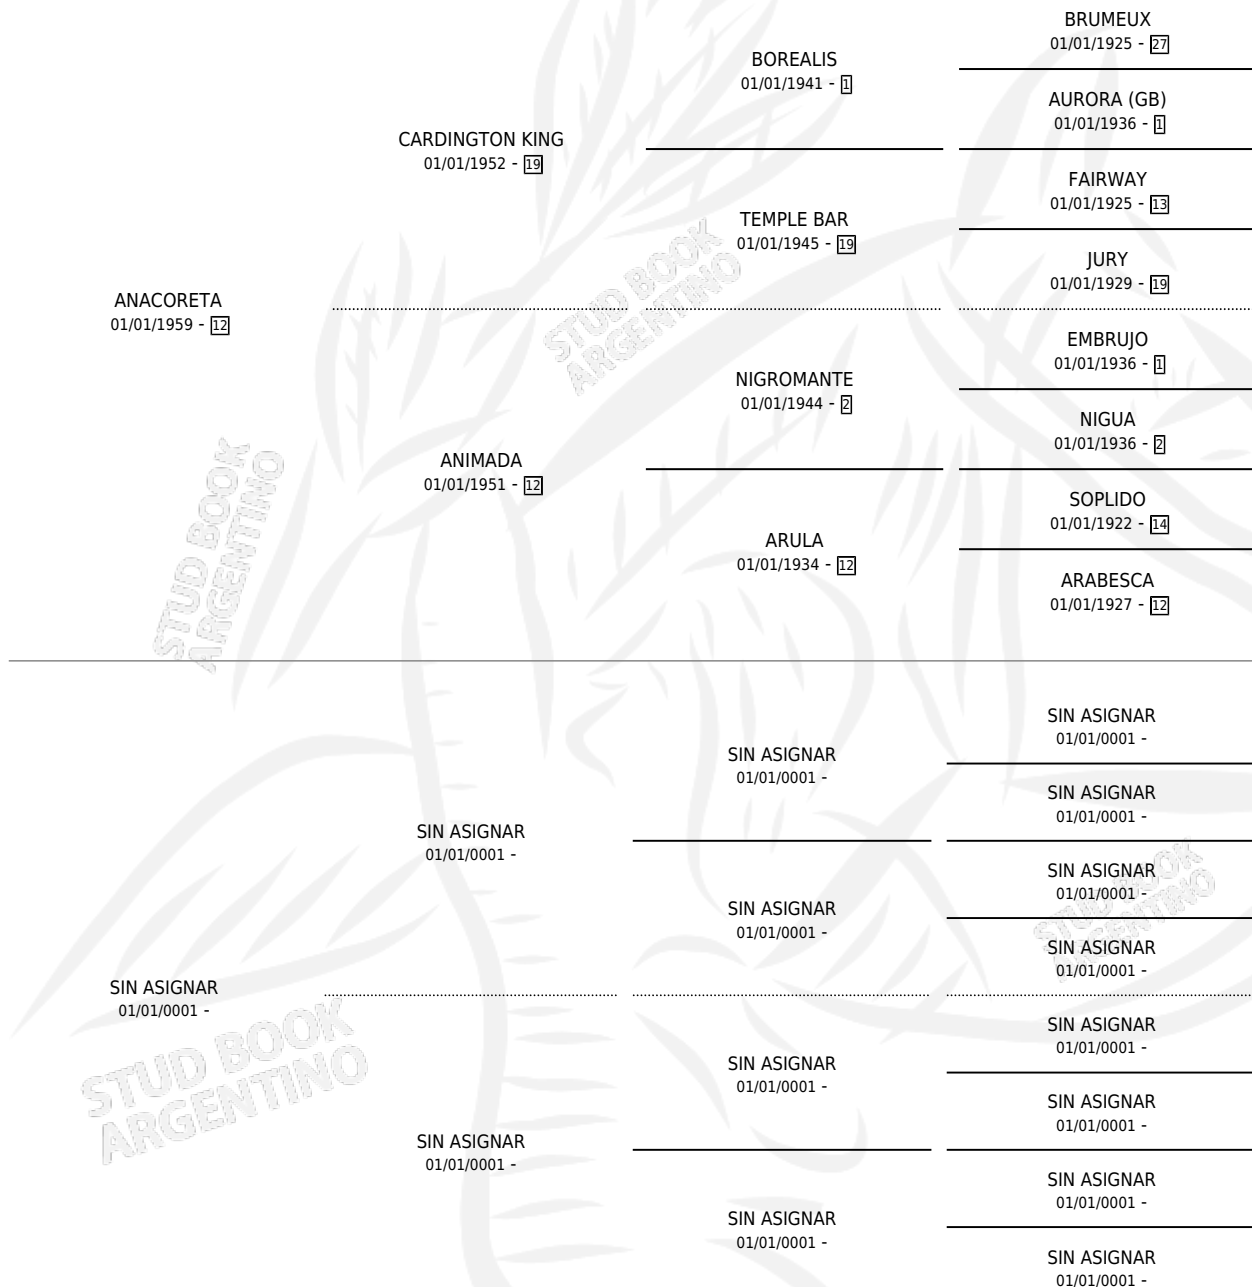 BRUMEUX
01/01/1925 - 27
BOREALIS
01/01/1941 - 1
AURORA (GB)
01/01/1936 - 1
CARDINGTON KING
01/01/1952 - 19
FAIRWAY
01/01/1925 - 13
TEMPLE BAR
01/01/1945 - 19
JURY
01/01/1929 - 19
ANACORETA
01/01/1959 - 12
EMBRUJO
01/01/1936 - 1
NIGROMANTE
01/01/1944 - 2
NIGUA
01/01/1936 - 2
ANIMADA
01/01/1951 - 12
SOPLIDO
01/01/1922 - 14
ARULA
01/01/1934 - 12
ARABESCA
01/01/1927 - 12
STUD BOOK
ARGENTINO
STUD BOOK
ARGENTINO
SIN ASIGNAR
01/01/0001 -
SIN ASIGNAR
01/01/0001 -
SIN ASIGNAR
01/01/0001 -
SIN ASIGNAR
01/01/0001 -
SIN ASIGNAR
01/01/0001 -
SIN ASIGNAR
01/01/0001 -
SIN ASIGNAR
01/01/0001 -
STUD BOOK
ARGENTINO
SIN ASIGNAR
01/01/0001 -
SIN ASIGNAR
01/01/0001 -
SIN ASIGNAR
01/01/0001 -
SIN ASIGNAR
01/01/0001 -
SIN ASIGNAR
01/01/0001 -
SIN ASIGNAR
01/01/0001 -
SIN ASIGNAR
01/01/0001 -
SIN ASIGNAR
01/01/0001 -
STUD BOOK
ARGENTINO